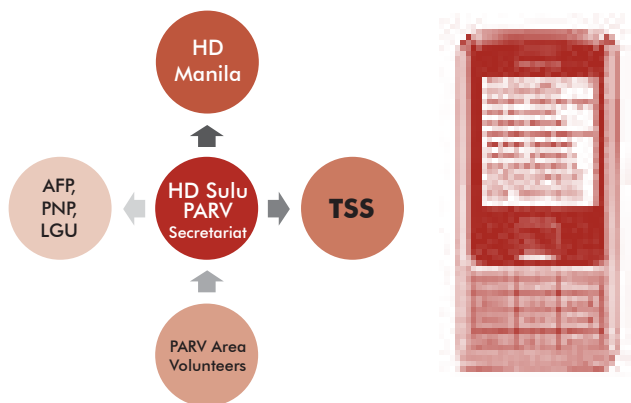 HD
Manila
AFP,
PNP,
LGU
HD Sulu
PARV
Secretariat
TSS
PARV Area
Volunteers